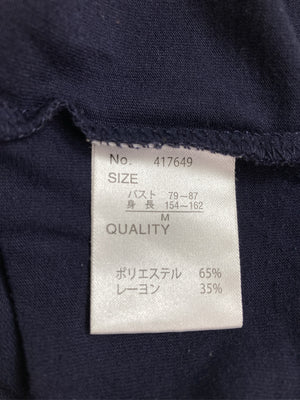 No. 417649
SIZE
バスト 79-87
身長 154-162
M
QUALITY
ポリエステル 65%
レーヨン 35%